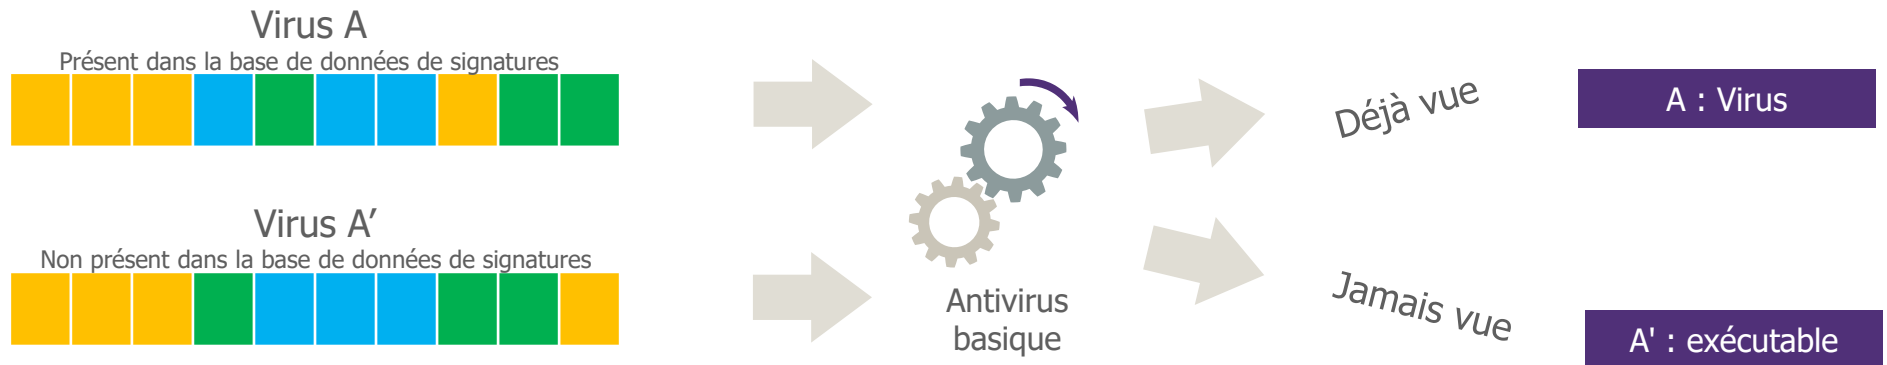 Virus A
Présent dans la base de données de signatures
Déjà vue
A : Virus
Virus A’
Non présent dans la base de données de signatures
Antivirus
basique
Jamais vue
A' : exécutable